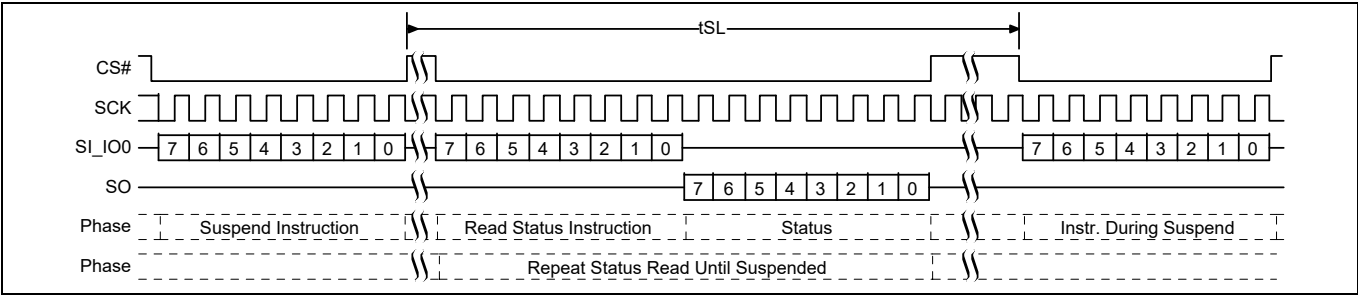 tSL
CS#
SCK
SI_IO0 7 6 5 4 3 2 1 0 7 6 5 4 3 2 1 0 7 6 5 4 3 2 1 0
SO 7 6 5 4 3 2 1 0
Phase Suspend Instruction Read Status Instruction Status Instr. During Suspend
Phase Repeat Status Read Until Suspended